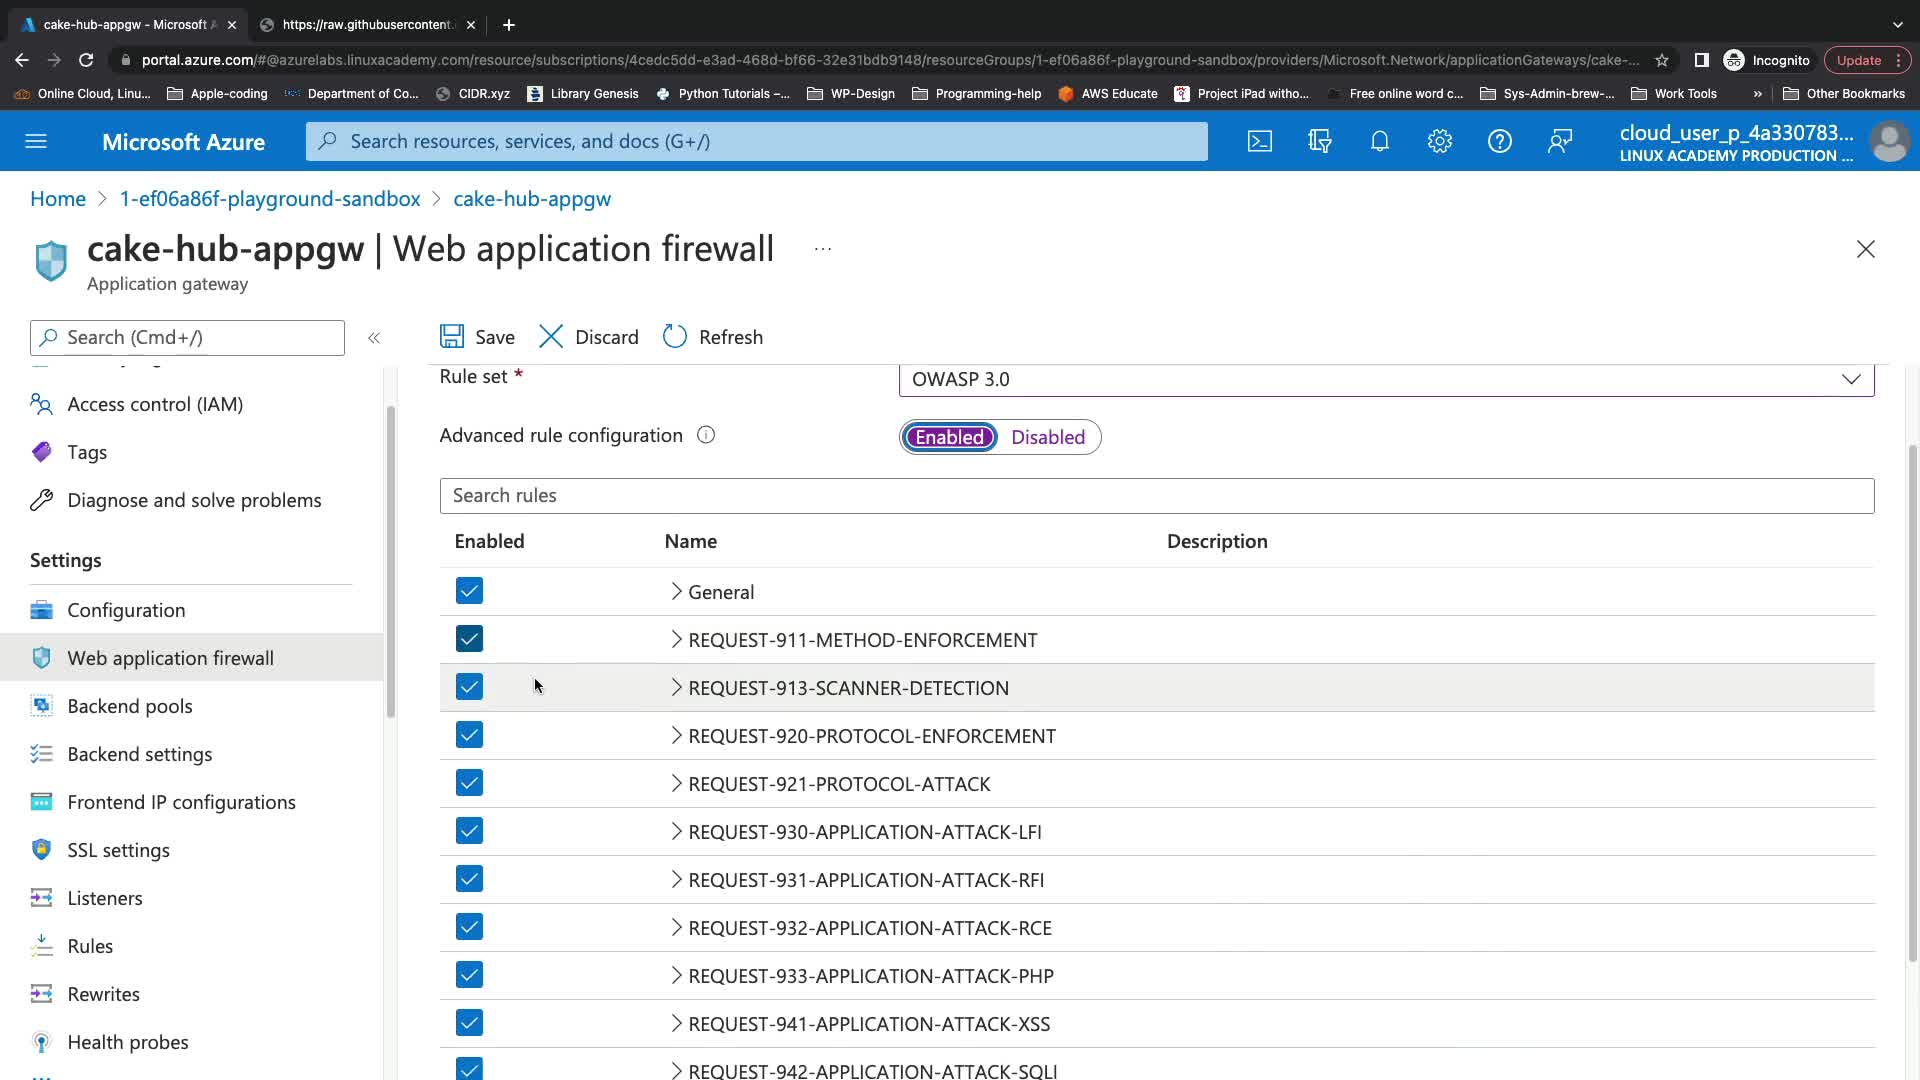 cake-hub-appgw - Microsoft A
https://raw.githubusercontent.
portal.azure.com/#@azurelabs.linuxacademy.com/resource/subscriptions/4cedc5dd-e3ad-468d-bf66-32e31bdb9148/resourceGroups/1-ef06a86f-playground-sandbox/providers/Microsoft.Network/applicationGateways/cake-...
Incognito
Update
Online Cloud, Linu...
Apple-coding
Department of Co...
CIDR.xyz
Library Genesis
Python Tutorials –...
WP-Design
Programming-help
AWS Educate
Project iPad witho...
Free online word c...
Sys-Admin-brew-...
Work Tools
»
Other Bookmarks
Microsoft Azure
Search resources, services, and docs (G+/)
cloud_user_p_4a330783...
LINUX ACADEMY PRODUCTION ...
Home > 1-ef06a86f-playground-sandbox > cake-hub-appgw
cake-hub-appgw | Web application firewall ...
Application gateway
Search (Cmd+/)
«
Save
Discard
Refresh
Access control (IAM)
Tags
Diagnose and solve problems
Settings
Configuration
Web application firewall
Backend pools
Backend settings
Frontend IP configurations
SSL settings
Listeners
Rules
Rewrites
Health probes
Rule set *
OWASP 3.0
Advanced rule configuration
Enabled
Disabled
Search rules
Enabled
Name
Description
General
REQUEST-911-METHOD-ENFORCEMENT
REQUEST-913-SCANNER-DETECTION
REQUEST-920-PROTOCOL-ENFORCEMENT
REQUEST-921-PROTOCOL-ATTACK
REQUEST-930-APPLICATION-ATTACK-LFI
REQUEST-931-APPLICATION-ATTACK-RFI
REQUEST-932-APPLICATION-ATTACK-RCE
REQUEST-933-APPLICATION-ATTACK-PHP
REQUEST-941-APPLICATION-ATTACK-XSS
REQUEST-942-APPLICATION-ATTACK-SQLI